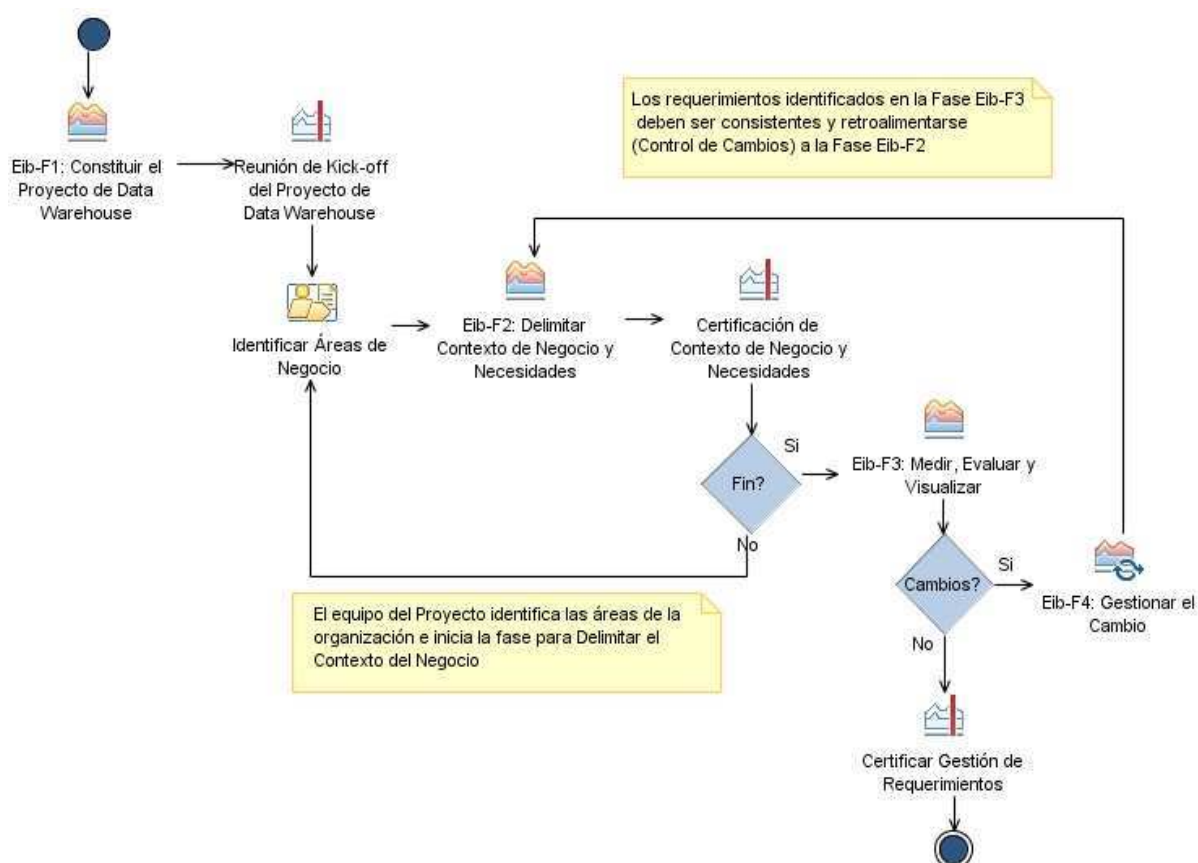 Eib-F1: Constituir el
Proyecto de Data
Warehouse
Reunión de Kick-off
del Proyecto de
Data Warehouse
Los requerimientos identificados en la Fase Eib-F3
deben ser consistentes y retroalimentarse
(Control de Cambios) a la Fase Eib-F2
Identificar Áreas de
Negocio
Eib-F2: Delimitar
Contexto de Negocio y
Necesidades
Certificación de
Contexto de Negocio y
Necesidades
Fin?
Si
No
Eib-F3: Medir, Evaluar y
Visualizar
Cambios?
Si
No
Eib-F4: Gestionar el
Cambio
El equipo del Proyecto identifica las áreas de la
organización e inicia la fase para Delimitar el
Contexto del Negocio
Certificar Gestión de
Requerimientos